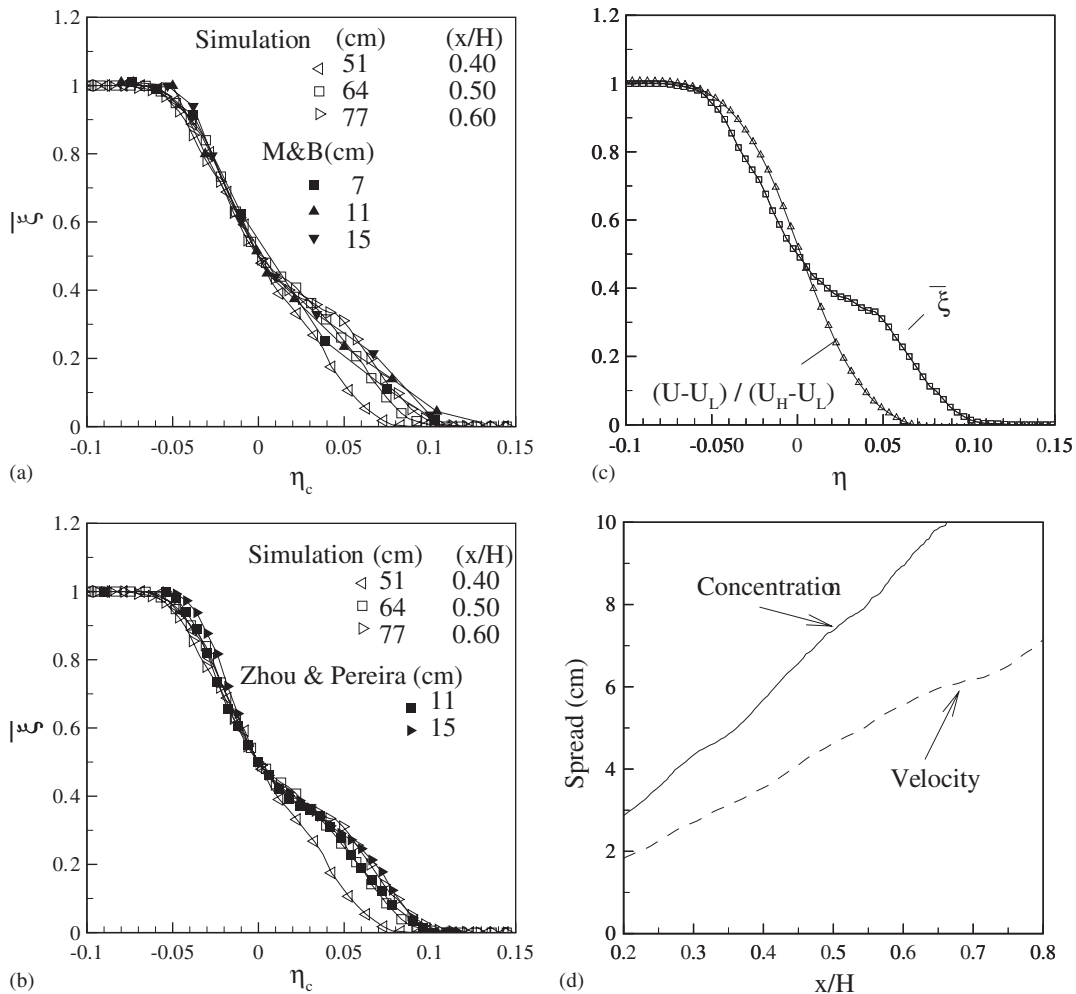 1.2
1
0.8
0.6
0.4
0.2
0
ξ̅
Simulation (cm) (x/H)
51 0.40
64 0.50
77 0.60
M&B(cm)
7
11
15
-0.1 -0.05 0 0.05 0.1 0.15
(a)
η_c
1.2
1
0.8
0.6
0.4
0.2
0
ξ̅
(U-U_L) / (U_H-U_L)
-0.1 -0.050 0 0.050 0.1 0.15
(c)
η
1.2
1
0.8
0.6
0.4
0.2
0
ξ̅
Simulation (cm) (x/H)
51 0.40
64 0.50
77 0.60
Zhou & Pereira (cm)
11
15
-0.1 -0.05 0 0.05 0.1 0.15
(b)
η_c
10
8
6
4
2
0
Spread (cm)
Concentration
Velocity
0.2 0.3 0.4 0.5 0.6 0.7 0.8
(d)
x/H